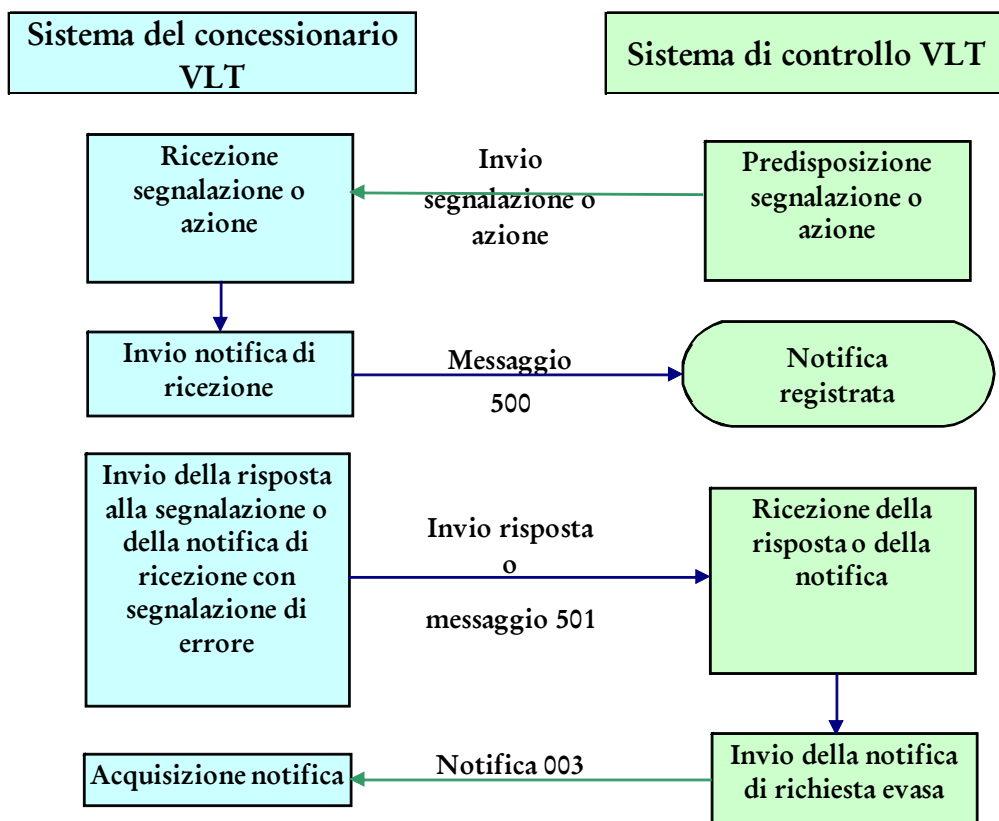 Sistema del concessionario
VLT
Sistema di controllo VLT
Ricezione
segnalazione o
azione
Invio
segnalazione o
azione
Predisposizione
segnalazione o
azione
Invio notifica di
ricezione
Messaggio
500
Notifica
registrata
Invio della risposta
alla segnalazione o
della notifica di
ricezione con
segnalazione di
errore
Invio risposta
o
messaggio 501
Ricezione della
risposta o della
notifica
Acquisizione notifica
Notifica 003
Invio della notifica
di richiesta evasa